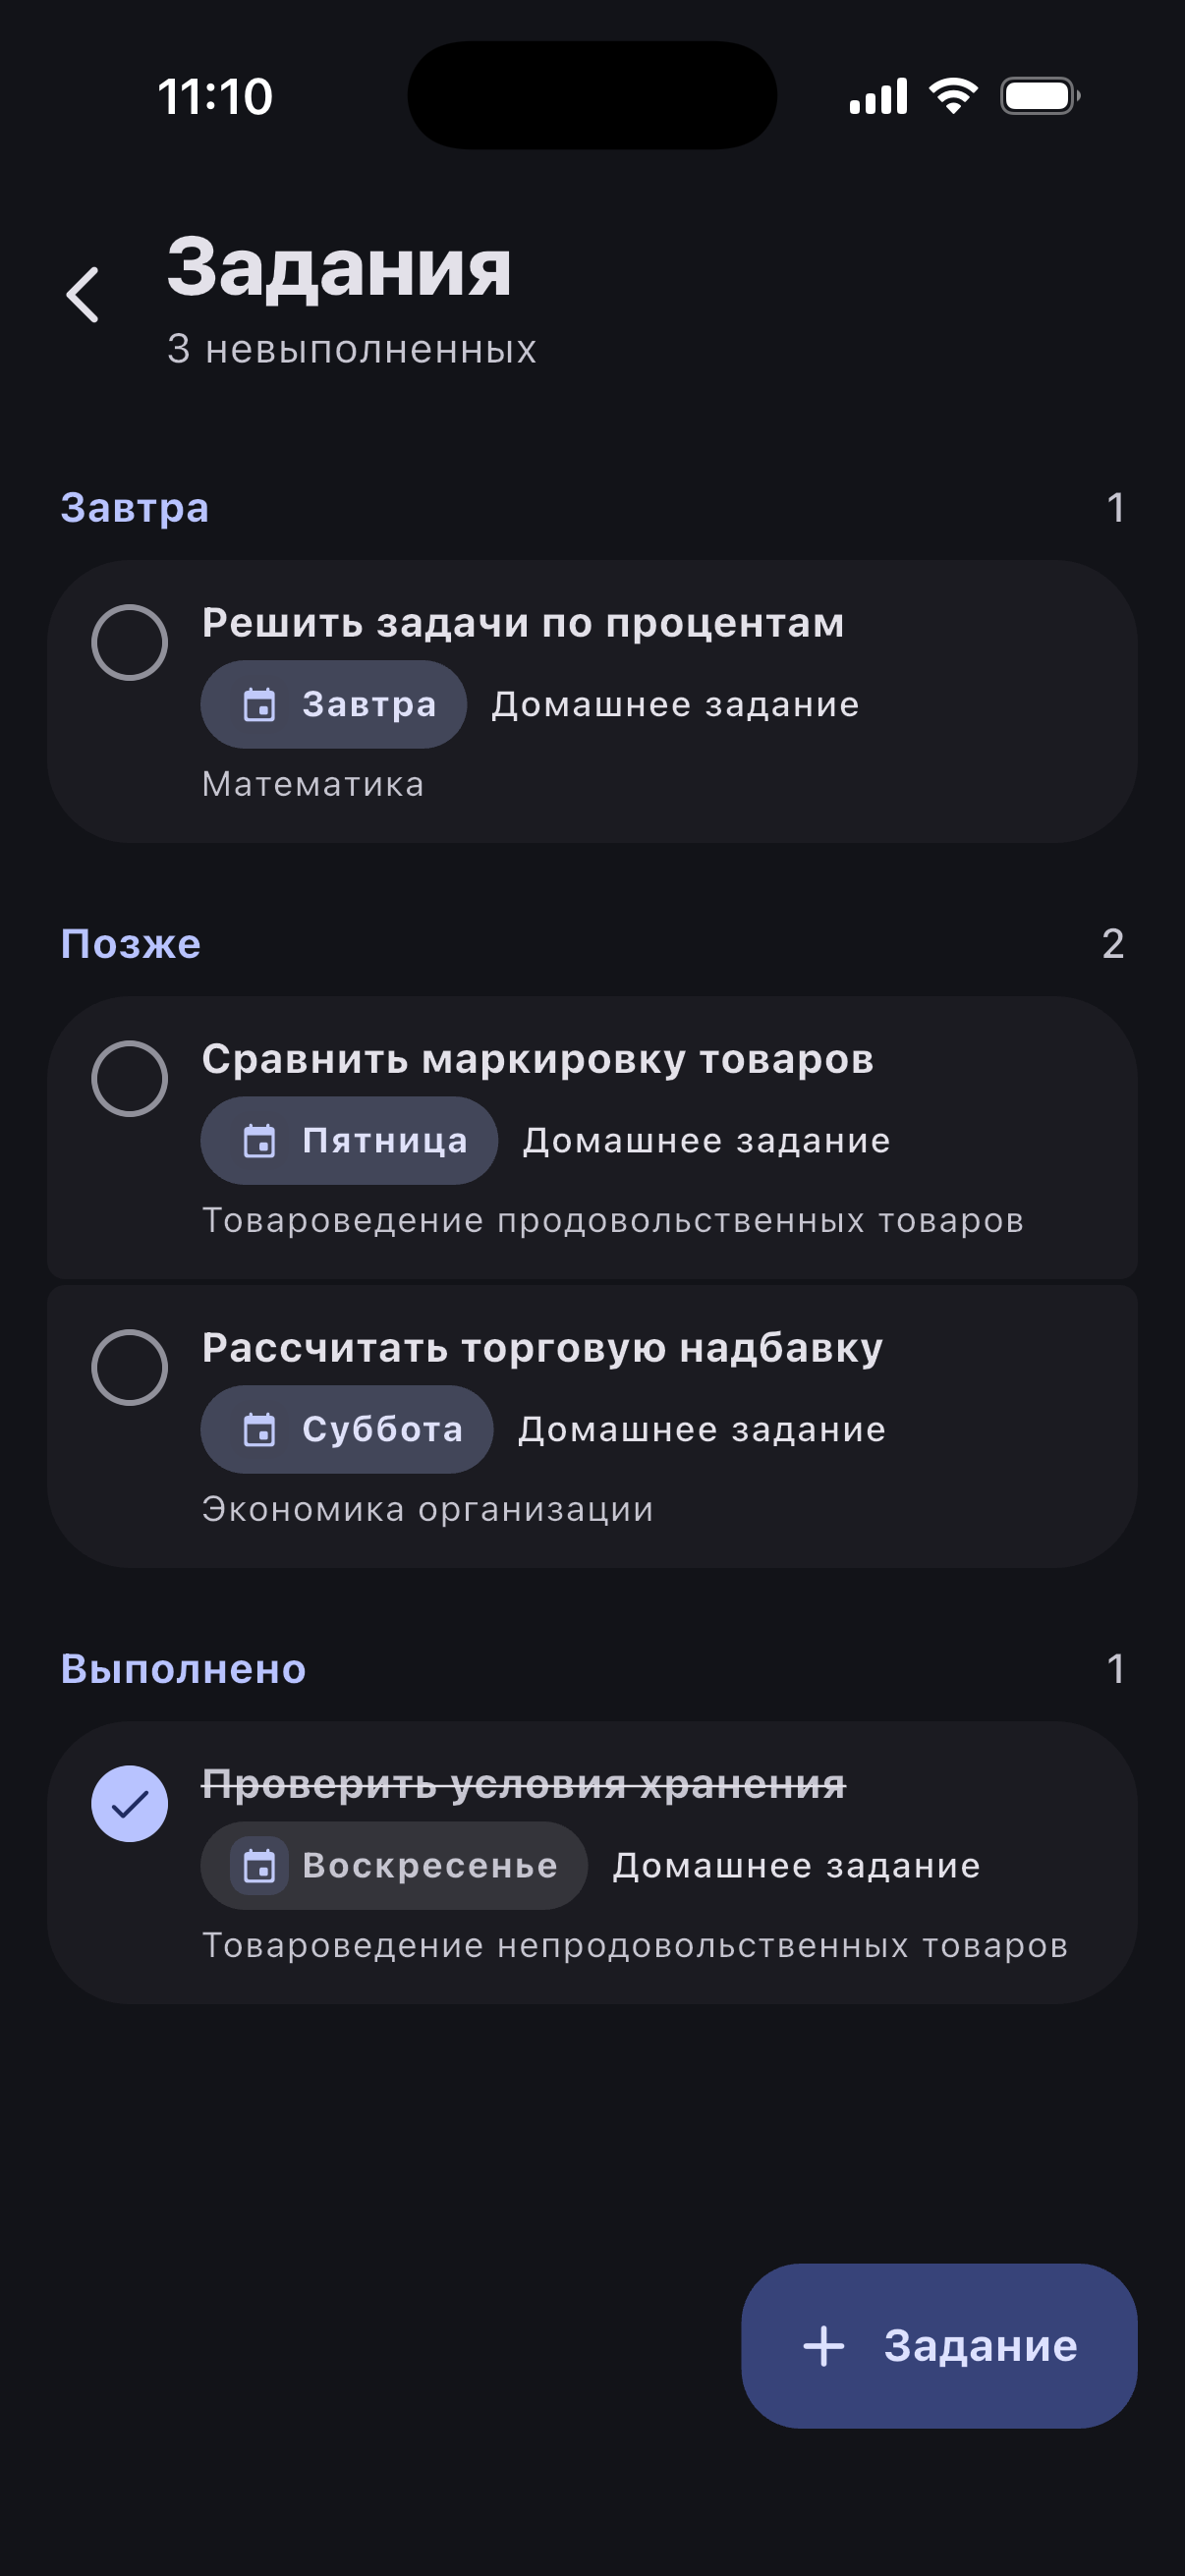 11:10
Задания
3 невыполненных
Завтра 1
Решить задачи по процентам
Завтра Домашнее задание
Математика
Позже 2
Сравнить маркировку товаров
Пятница Домашнее задание
Товароведение продовольственных товаров
Рассчитать торговую надбавку
Суббота Домашнее задание
Экономика организации
Выполнено 1
Проверить условия хранения
Воскресенье Домашнее задание
Товароведение непродовольственных товаров
+ Задание